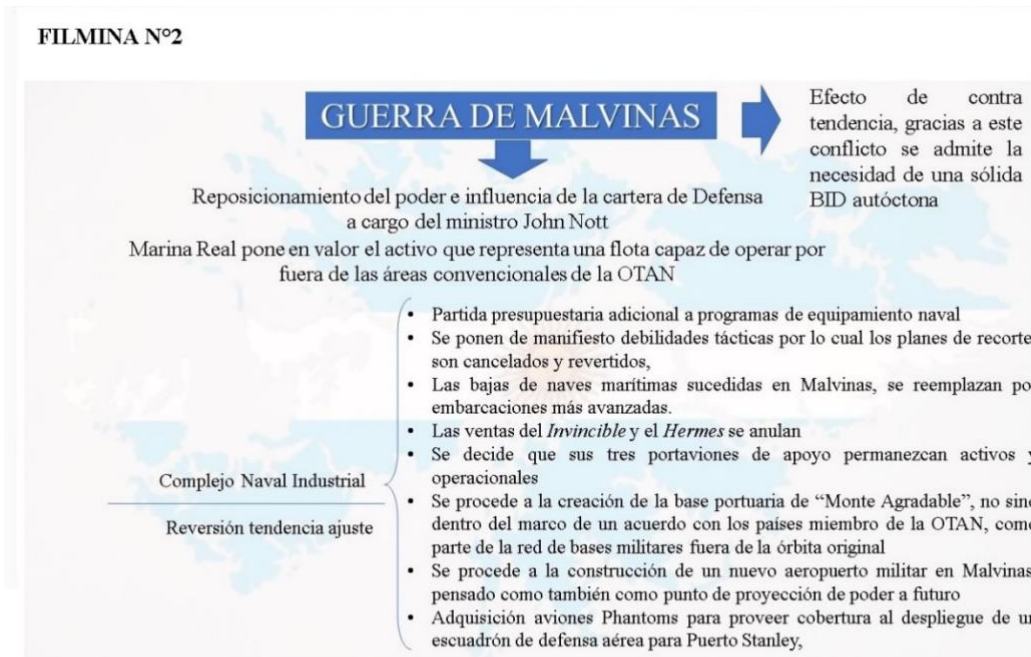 FILMINA N°2
GUERRA DE MALVINAS
Efecto de contra
tendencia, gracias a este
conflicto se admite la
necesidad de una sólida
BID autóctona
Reposicionamiento del poder e influencia de la cartera de Defensa
a cargo del ministro John Nott
Marina Real pone en valor el activo que representa una flota capaz de operar por
fuera de las áreas convencionales de la OTAN
Complejo Naval Industrial
Reversión tendencia ajuste
• Partida presupuestaria adicional a programas de equipamiento naval
• Se ponen de manifiesto debilidades tácticas por lo cual los planes de recorte
son cancelados y revertidos,
• Las bajas de naves marítimas sucedidas en Malvinas, se reemplazan po
embarcaciones más avanzadas.
• Las ventas del Invincible y el Hermes se anulan
• Se decide que sus tres portaviones de apoyo permanezcan activos y
operacionales
• Se procede a la creación de la base portuaria de “Monte Agradable”, no sino
dentro del marco de un acuerdo con los países miembro de la OTAN, como
parte de la red de bases militares fuera de la órbita original
• Se procede a la construcción de un nuevo aeropuerto militar en Malvinas
pensado como también como punto de proyección de poder a futuro
• Adquisición aviones Phantoms para proveer cobertura al despliegue de un
escuadrón de defensa aérea para Puerto Stanley,